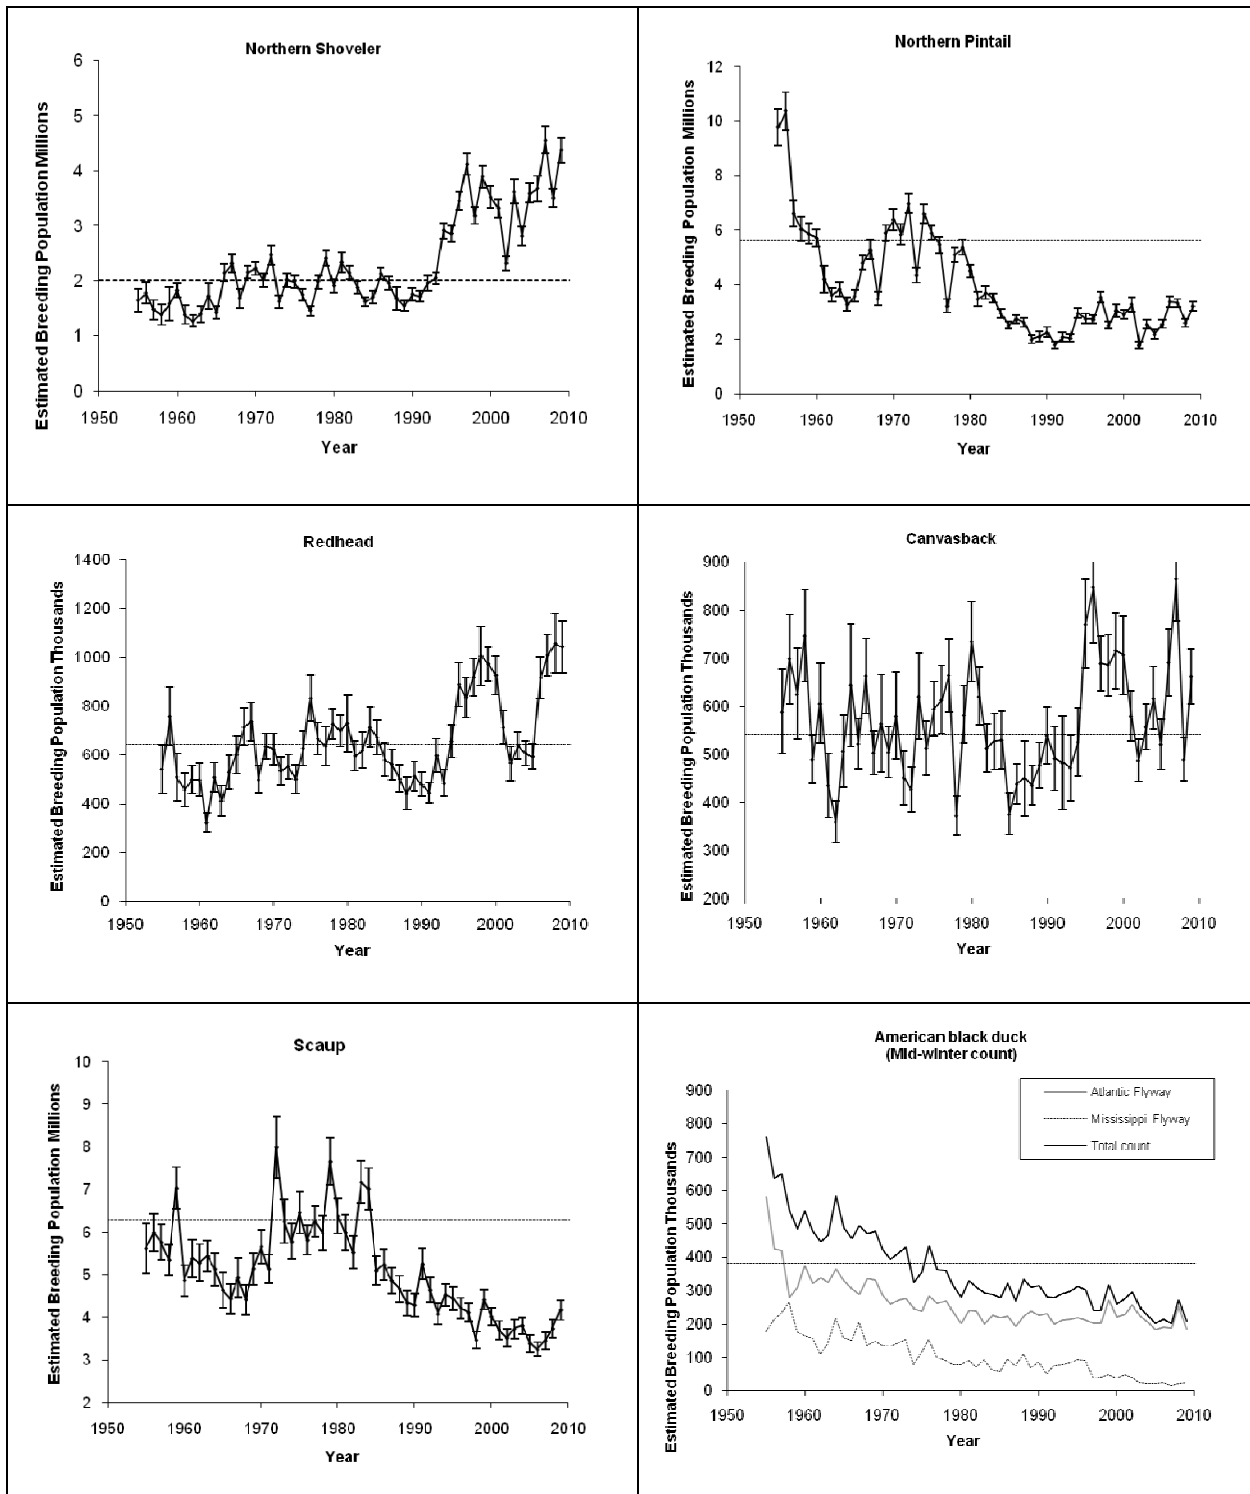 Northern Shoveler
Estimated Breeding Population Millions
6
5
4
3
2
1
0
1950 1960 1970 1980 1990 2000 2010
Year
Northern Pintail
Estimated Breeding Population Millions
12
10
8
6
4
2
0
1950 1960 1970 1980 1990 2000 2010
Year
Redhead
Estimated Breeding Population Thousands
1400
1200
1000
800
600
400
200
0
1950 1960 1970 1980 1990 2000 2010
Year
Canvasback
Estimated Breeding Population Thousands
900
800
700
600
500
400
300
200
1950 1960 1970 1980 1990 2000 2010
Year
Scaup
Estimated Breeding Population Millions
10
9
8
7
6
5
4
3
2
1950 1960 1970 1980 1990 2000 2010
Year
American black duck
(Mid-winter count)
Estimated Breeding Population Thousands
900
800
700
600
500
400
300
200
100
0
1950 1960 1970 1980 1990 2000 2010
Year
Atlantic Flyway
Mississippi Flyway
Total count